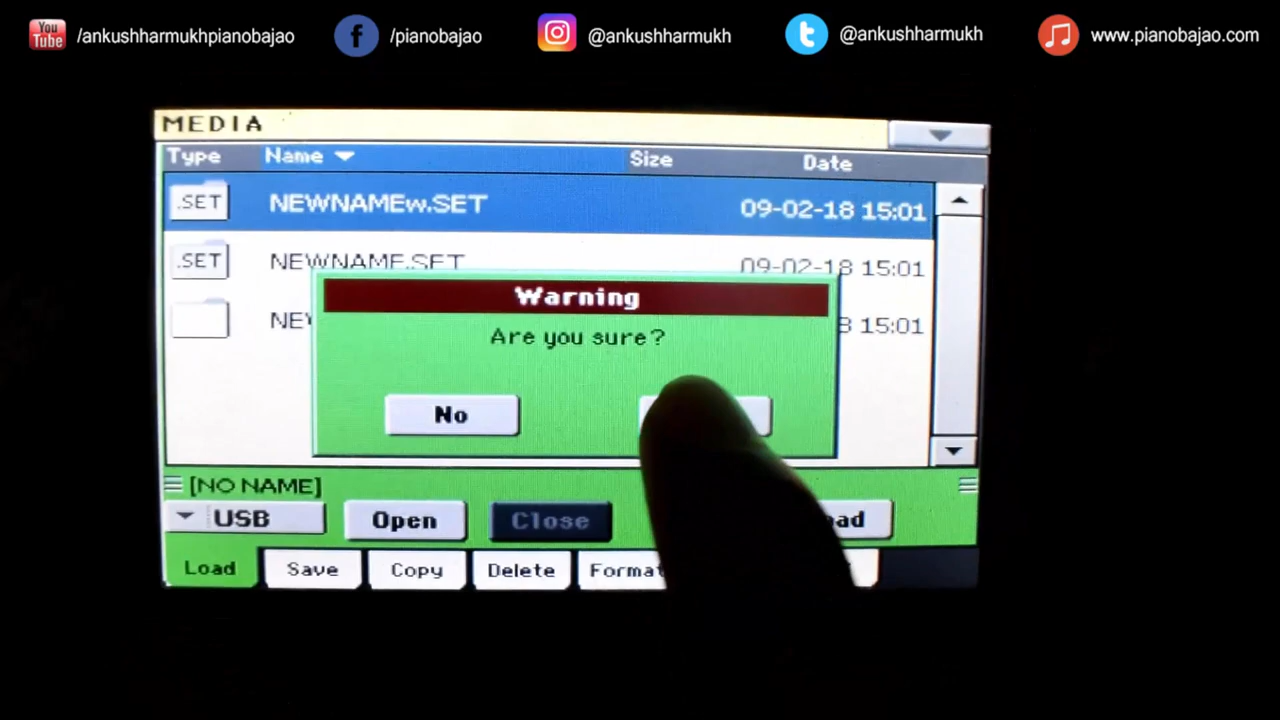 You Tube /ankushharmukhpianobajao /pianobajao @ankushharmukh @ankushharmukh www.pianobajao.com
MEDIA
Type Name Size Date
.SET NEWNAMEw.SET 09-02-18 15:01
.SET NEWNAME.SET 09-02-18 15:01
15:01
Warning
Are you sure?
No
[NO NAME]
USB Open Close
Load Save Copy Delete